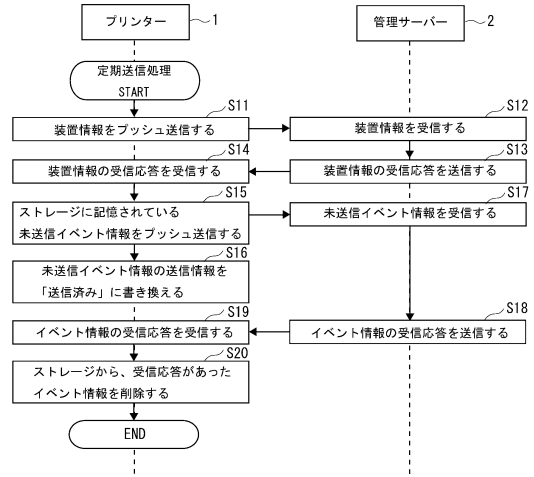 プリンター 1
管理サーバー 2
定期送信処理
START
S11
装置情報をプッシュ送信する
S12
装置情報を受信する
S13
装置情報の受信応答を送信する
S14
装置情報の受信応答を受信する
S15
ストレージに記憶されている
未送信イベント情報をプッシュ送信する
S17
未送信イベント情報を受信する
S16
未送信イベント情報の送信情報を
「送信済み」に書き換える
S18
イベント情報の受信応答を送信する
S19
イベント情報の受信応答を受信する
S20
ストレージから、受信応答があった
イベント情報を削除する
END